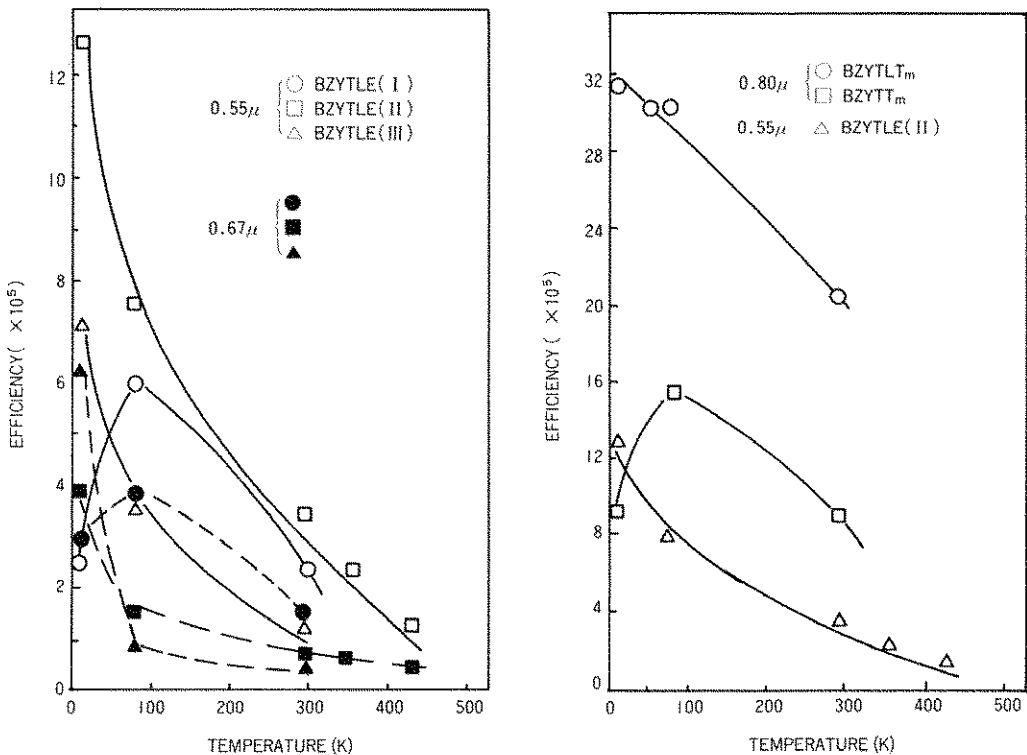 12
10
8
6
4
2
0
0
100
200
300
400
EFFICIENCY( ×10⁵)
TEMPERATURE (K)
0.55μ
BZYTLE(I)
BZYTLE(II)
BZYTLE(III)
0.67μ
32
28
24
20
16
12
8
4
0
0
100
200
300
400
EFFICIENCY( ×10⁵)
TEMPERATURE (K)
0.80μ
BZYTLTₘ
BZYTTₘ
0.55μ
BZYTLE(II)